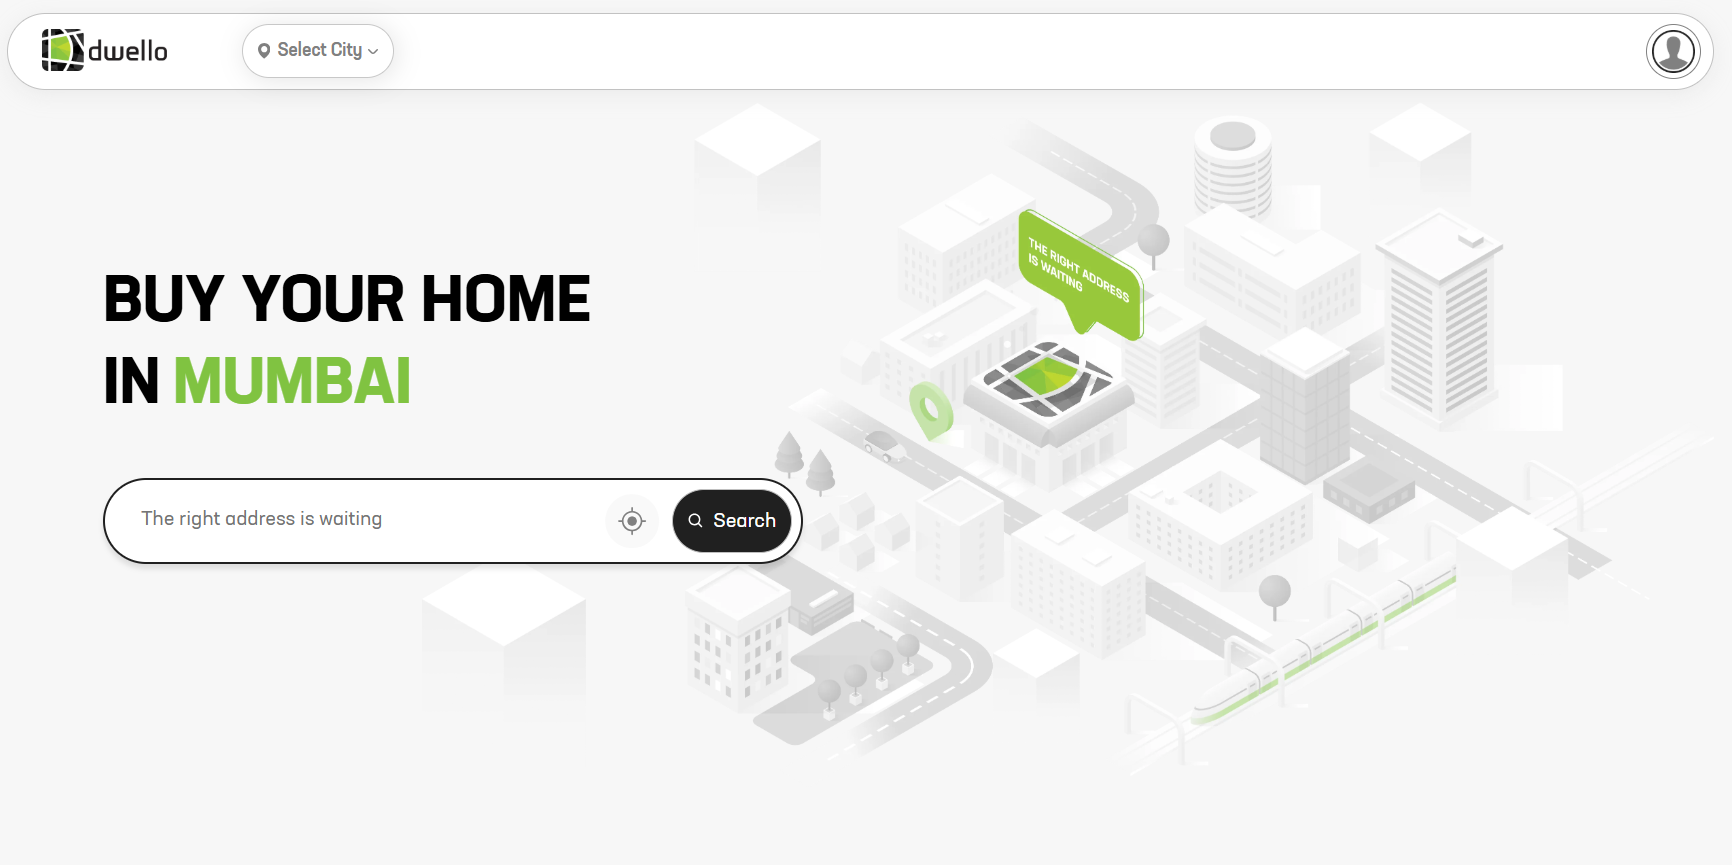 dwello
Select City
BUY YOUR HOME
IN MUMBAI
THE RIGHT ADDRESS
IS WAITING
The right address is waiting
Search